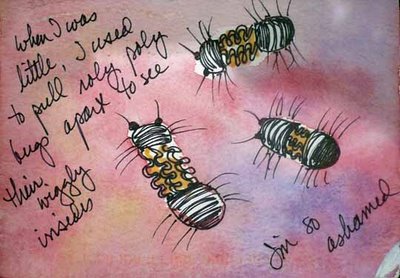 when I was
little, I used
to pull roly poly
bugs apart to see
their wiggly
insides
I'm so
ashamed